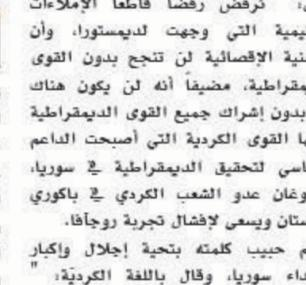 نرفض رفضا قاطعا الإملاءات
يمية التي وجهت لديمستورا، وأن
نية الإقصائية لن تنجح بدون القوى
مقراطية، مضيفاً أنه لن يكون هناك
بدون إشراك جميع القوى الديمقراطية
ها القوى الكردية التي أصبحت الداعم
اسي لتحقيق الديمقراطية في سوريا،
وغان عدو الشعب الكردي في باكوري
ستان ويسعى لإفشال تجربة روجآفا.
م حبيب كلمته بتحية إجلال وإكبار
داء سوريا، وقال باللغة الكرديّة: "